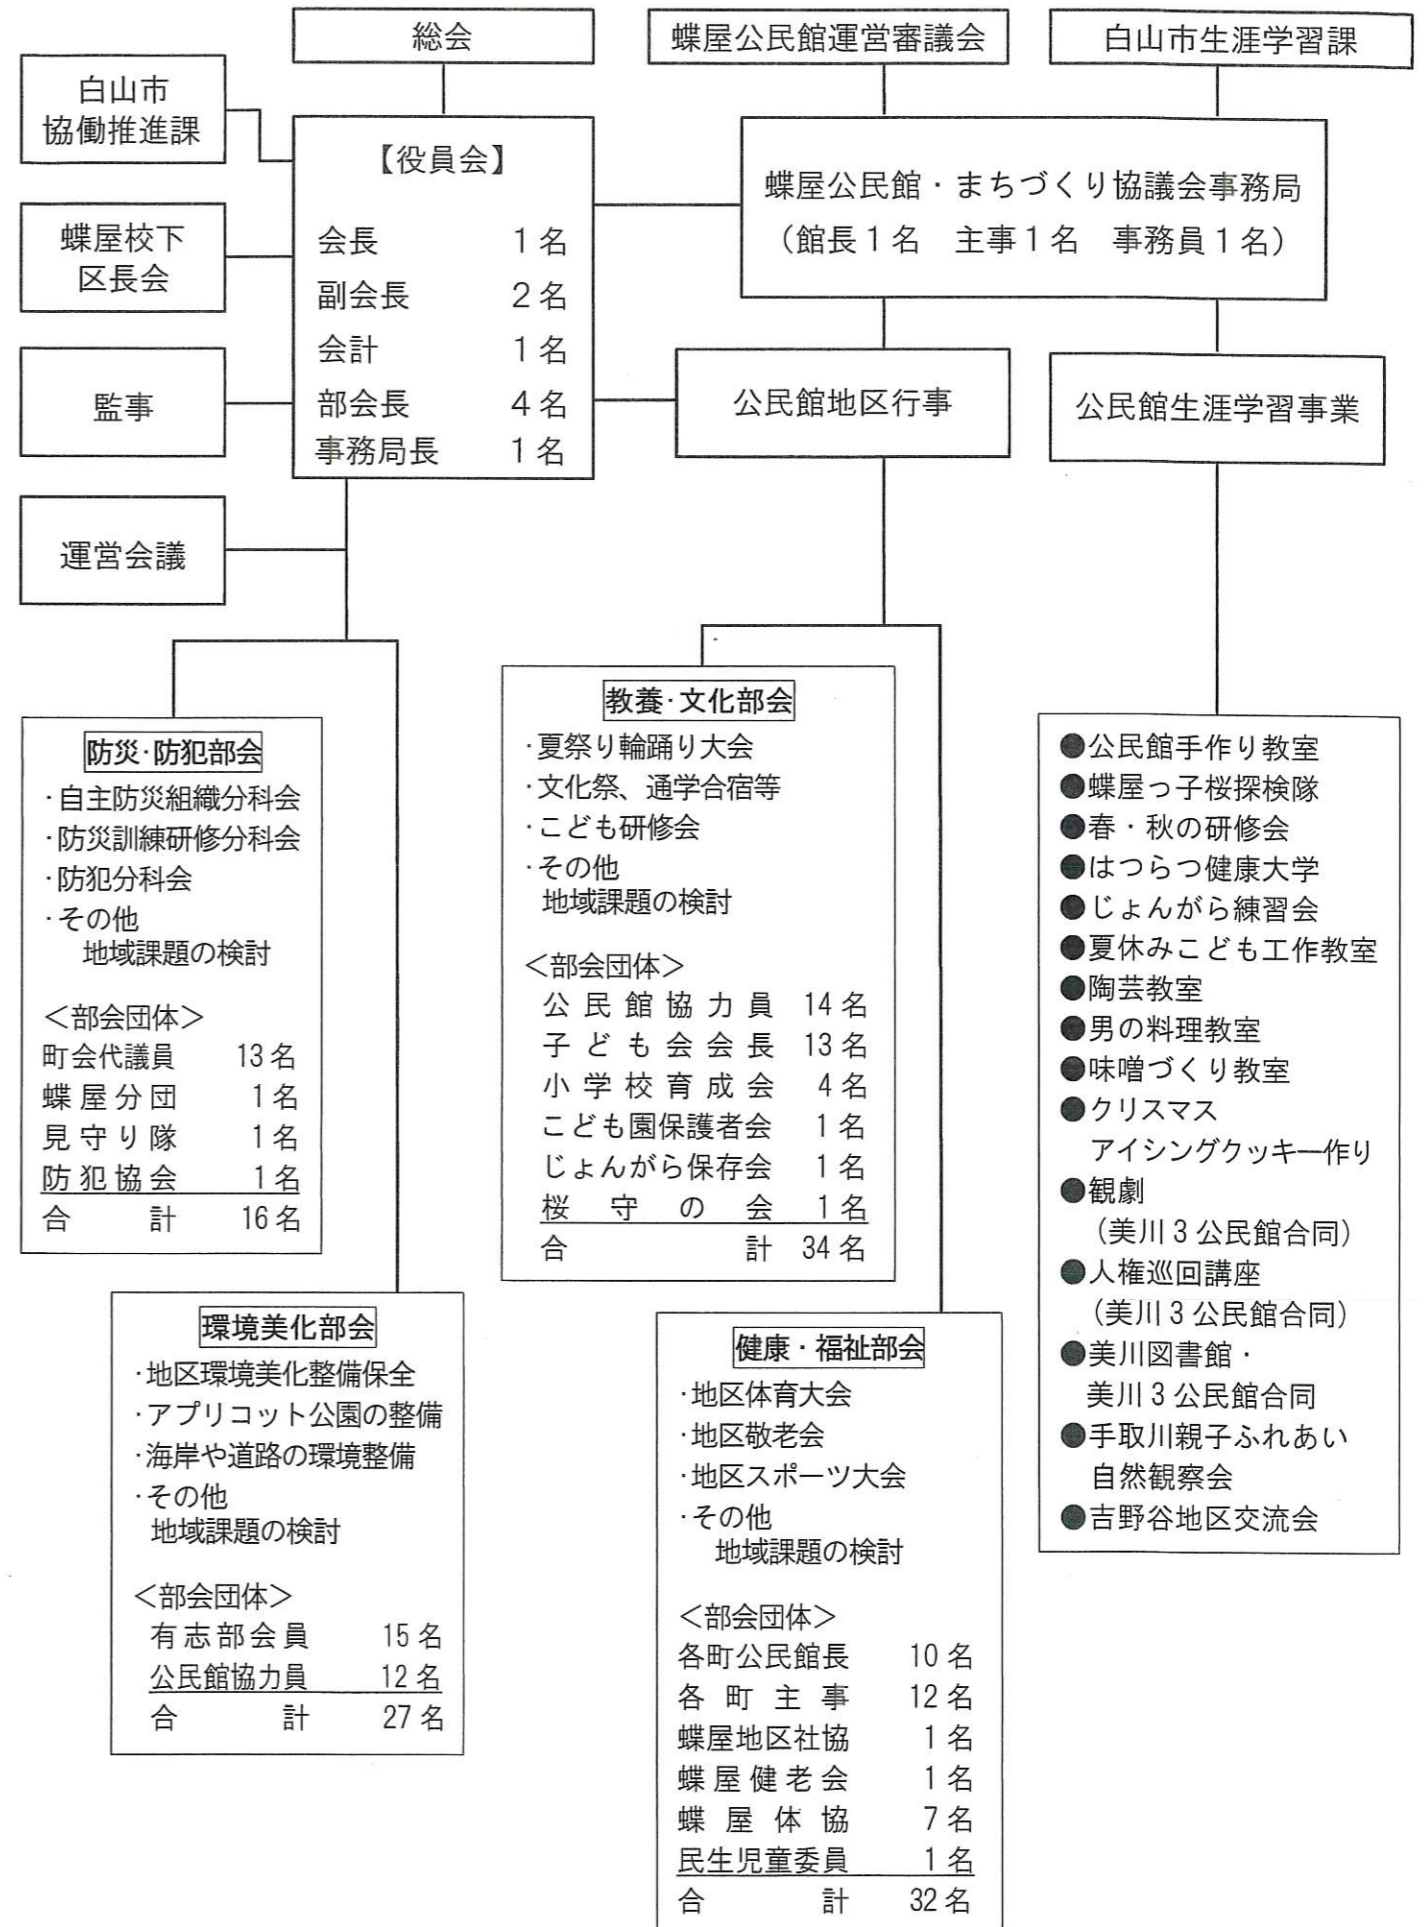 総会
蝶屋公民館運営審議会
白山市生涯学習課
白山市
協働推進課
蝶屋校下
区長会
監事
運営会議
【役員会】
会長 1名
副会長 2名
会計 1名
部会長 4名
事務局長 1名
蝶屋公民館・まちづくり協議会事務局
(館長1名 主事1名 事務員1名)
公民館地区行事
公民館生涯学習事業
防災・防犯部会
・自主防災組織分科会
・防災訓練研修分科会
・防犯分科会
・その他
地域課題の検討
<部会団体>
町会代議員 13名
蝶屋分団 1名
見守り隊 1名
防犯協会 1名
合計 16名
環境美化部会
・地区環境美化整備保全
・アプリコット公園の整備
・海岸や道路の環境整備
・その他
地域課題の検討
<部会団体>
有志部会員 15名
公民館協力員 12名
合計 27名
教養・文化部会
・夏祭り輪踊り大会
・文化祭、通学合宿等
・こども研修会
・その他
地域課題の検討
<部会団体>
公民館協力員 14名
子ども会会長 13名
小学校育成会 4名
こども園保護者会 1名
じょんがら保存会 1名
桜守の会 1名
合計 34名
健康・福祉部会
・地区体育大会
・地区敬老会
・地区スポーツ大会
・その他
地域課題の検討
<部会団体>
各町公民館長 10名
各町主事 12名
蝶屋地区社協 1名
蝶屋健老会 1名
蝶屋体協 7名
民生児童委員 1名
合計 32名
●公民館手作り教室
●蝶屋っ子桜探検隊
●春・秋の研修会
●はつらつ健康大学
●じょんがら練習会
●夏休みこども工作教室
●陶芸教室
●男の料理教室
●味噌づくり教室
●クリスマス
アイシングクッキー作り
●観劇
(美川3公民館合同)
●人権巡回講座
(美川3公民館合同)
●美川図書館・
美川3公民館合同
●手取川親子ふれあい
自然観察会
●吉野谷地区交流会